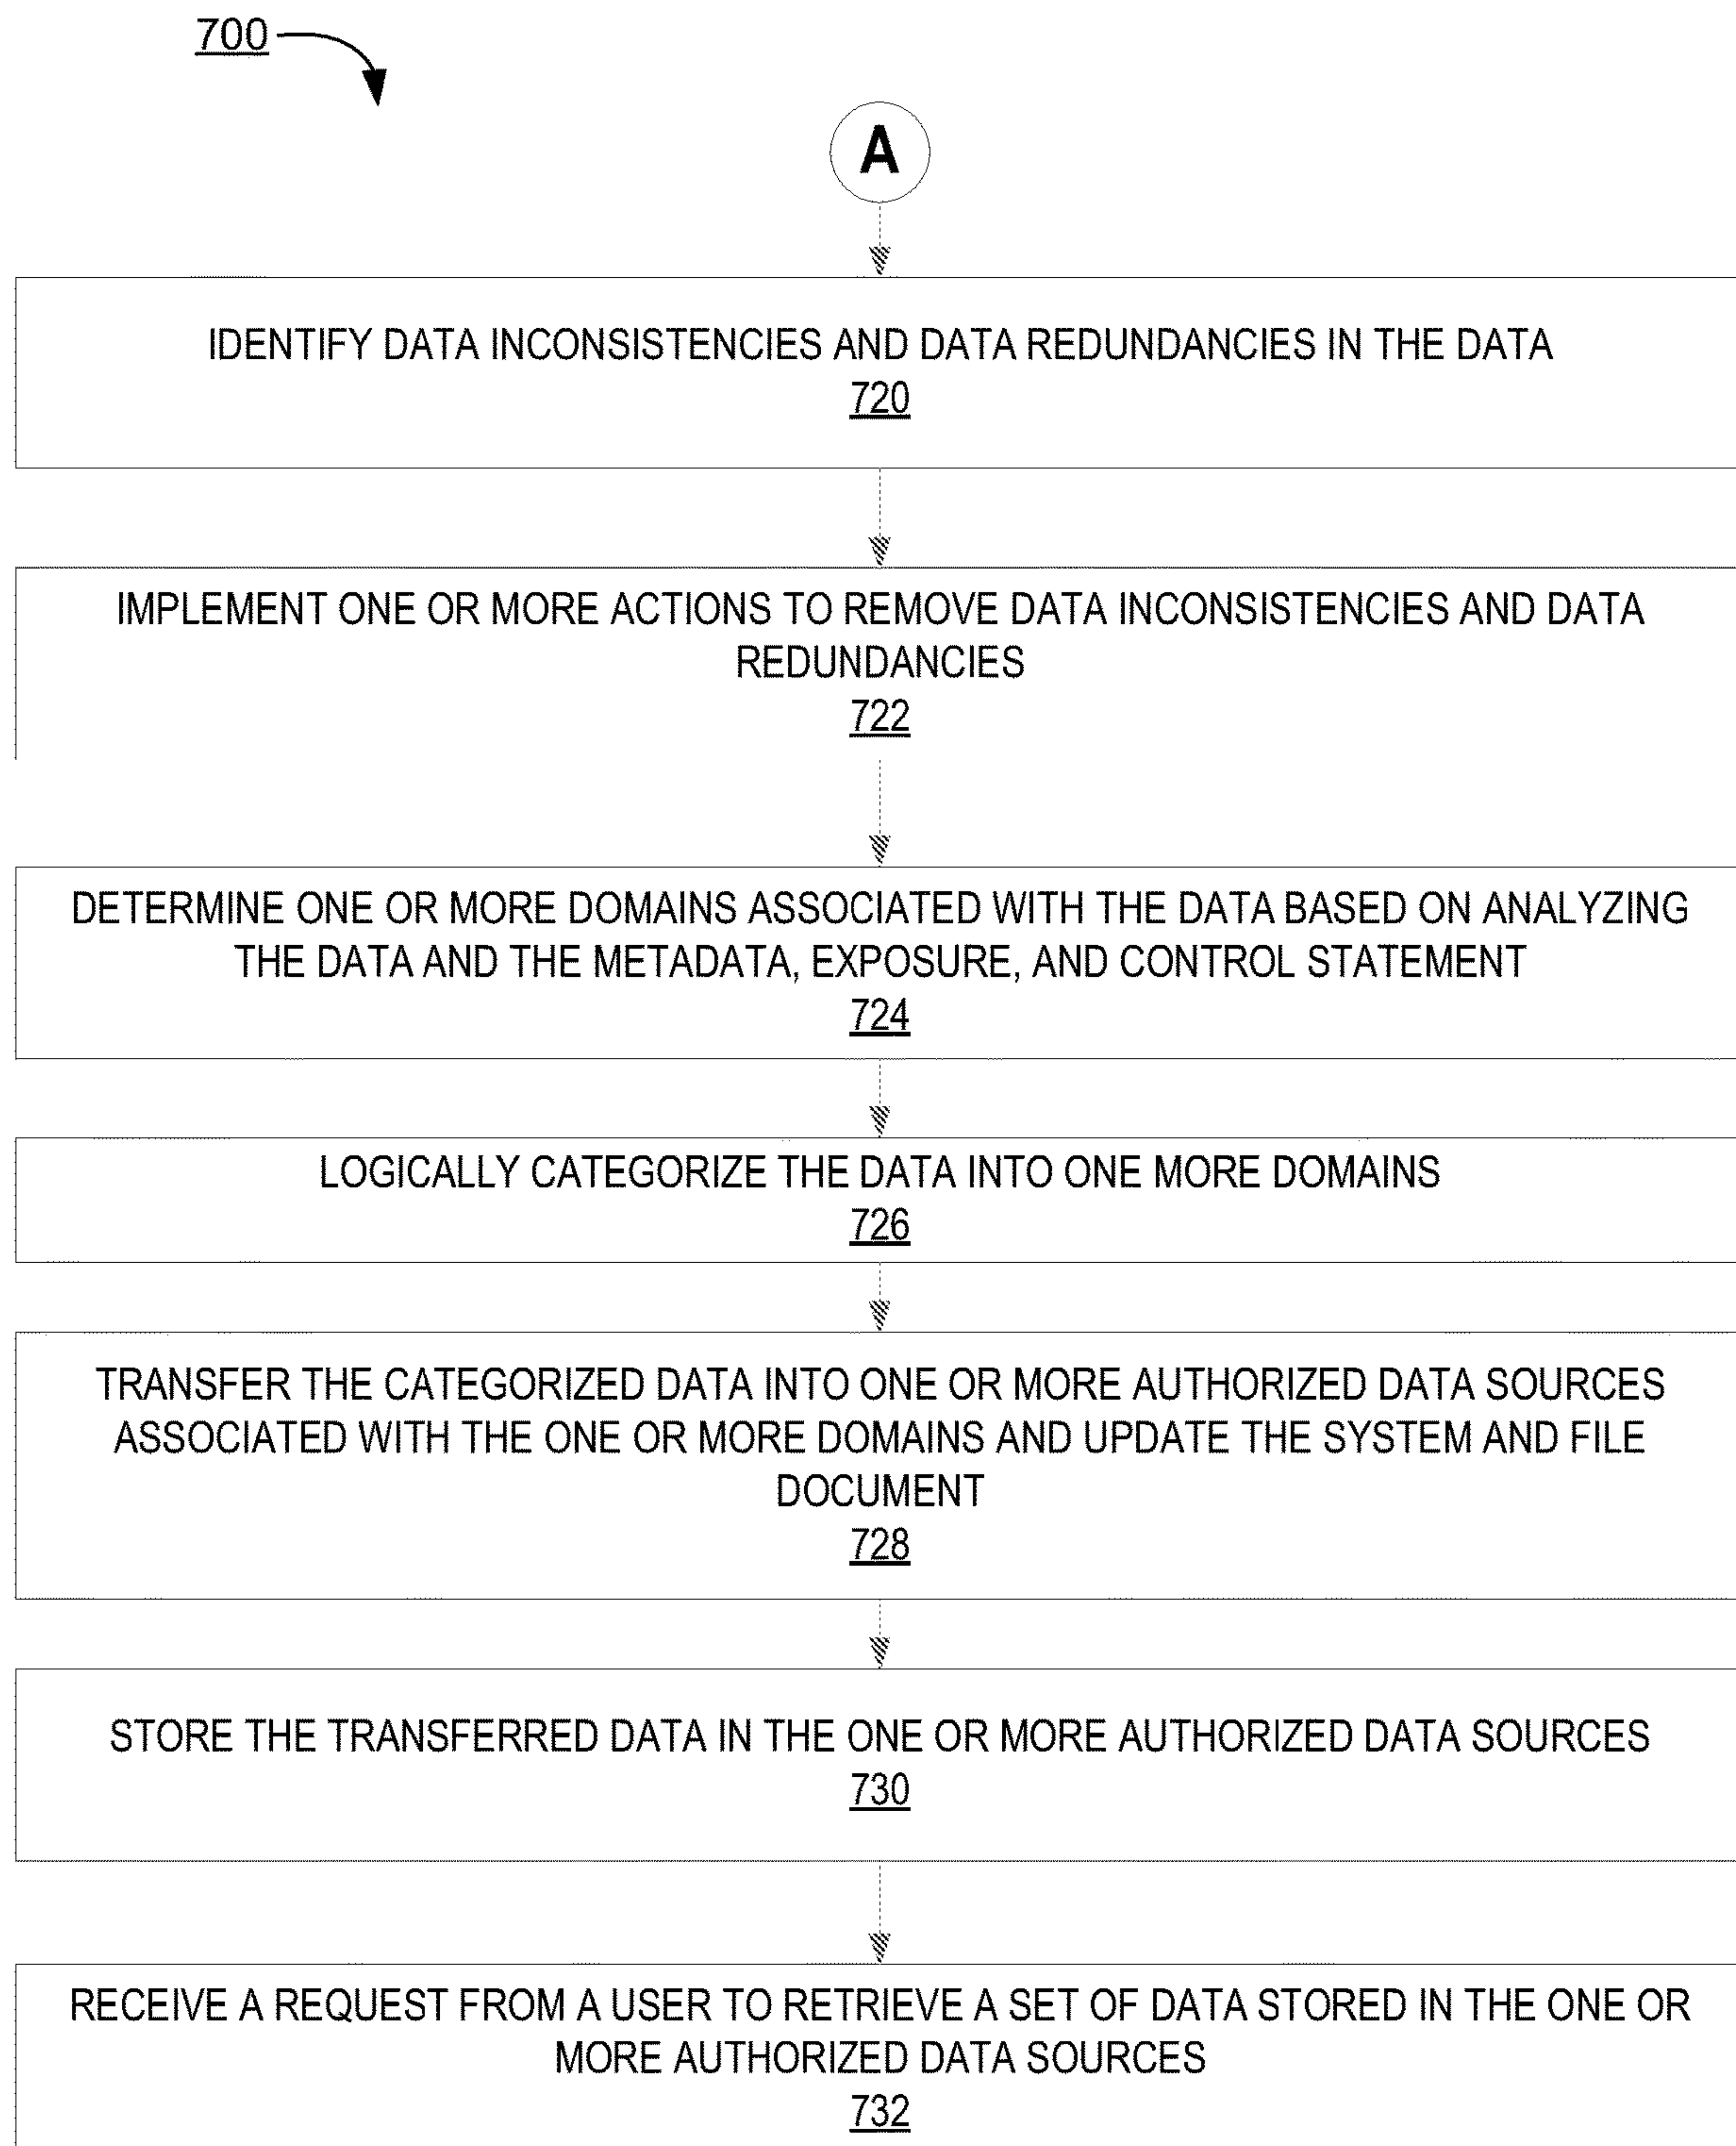 700
A
IDENTIFY DATA INCONSISTENCIES AND DATA REDUNDANCIES IN THE DATA
720
IMPLEMENT ONE OR MORE ACTIONS TO REMOVE DATA INCONSISTENCIES AND DATA
REDUNDANCIES
722
DETERMINE ONE OR MORE DOMAINS ASSOCIATED WITH THE DATA BASED ON ANALYZING
THE DATA AND THE METADATA, EXPOSURE, AND CONTROL STATEMENT
724
LOGICALLY CATEGORIZE THE DATA INTO ONE MORE DOMAINS
726
TRANSFER THE CATEGORIZED DATA INTO ONE OR MORE AUTHORIZED DATA SOURCES
ASSOCIATED WITH THE ONE OR MORE DOMAINS AND UPDATE THE SYSTEM AND FILE
DOCUMENT
728
STORE THE TRANSFERRED DATA IN THE ONE OR MORE AUTHORIZED DATA SOURCES
730
RECEIVE A REQUEST FROM A USER TO RETRIEVE A SET OF DATA STORED IN THE ONE OR
MORE AUTHORIZED DATA SOURCES
732